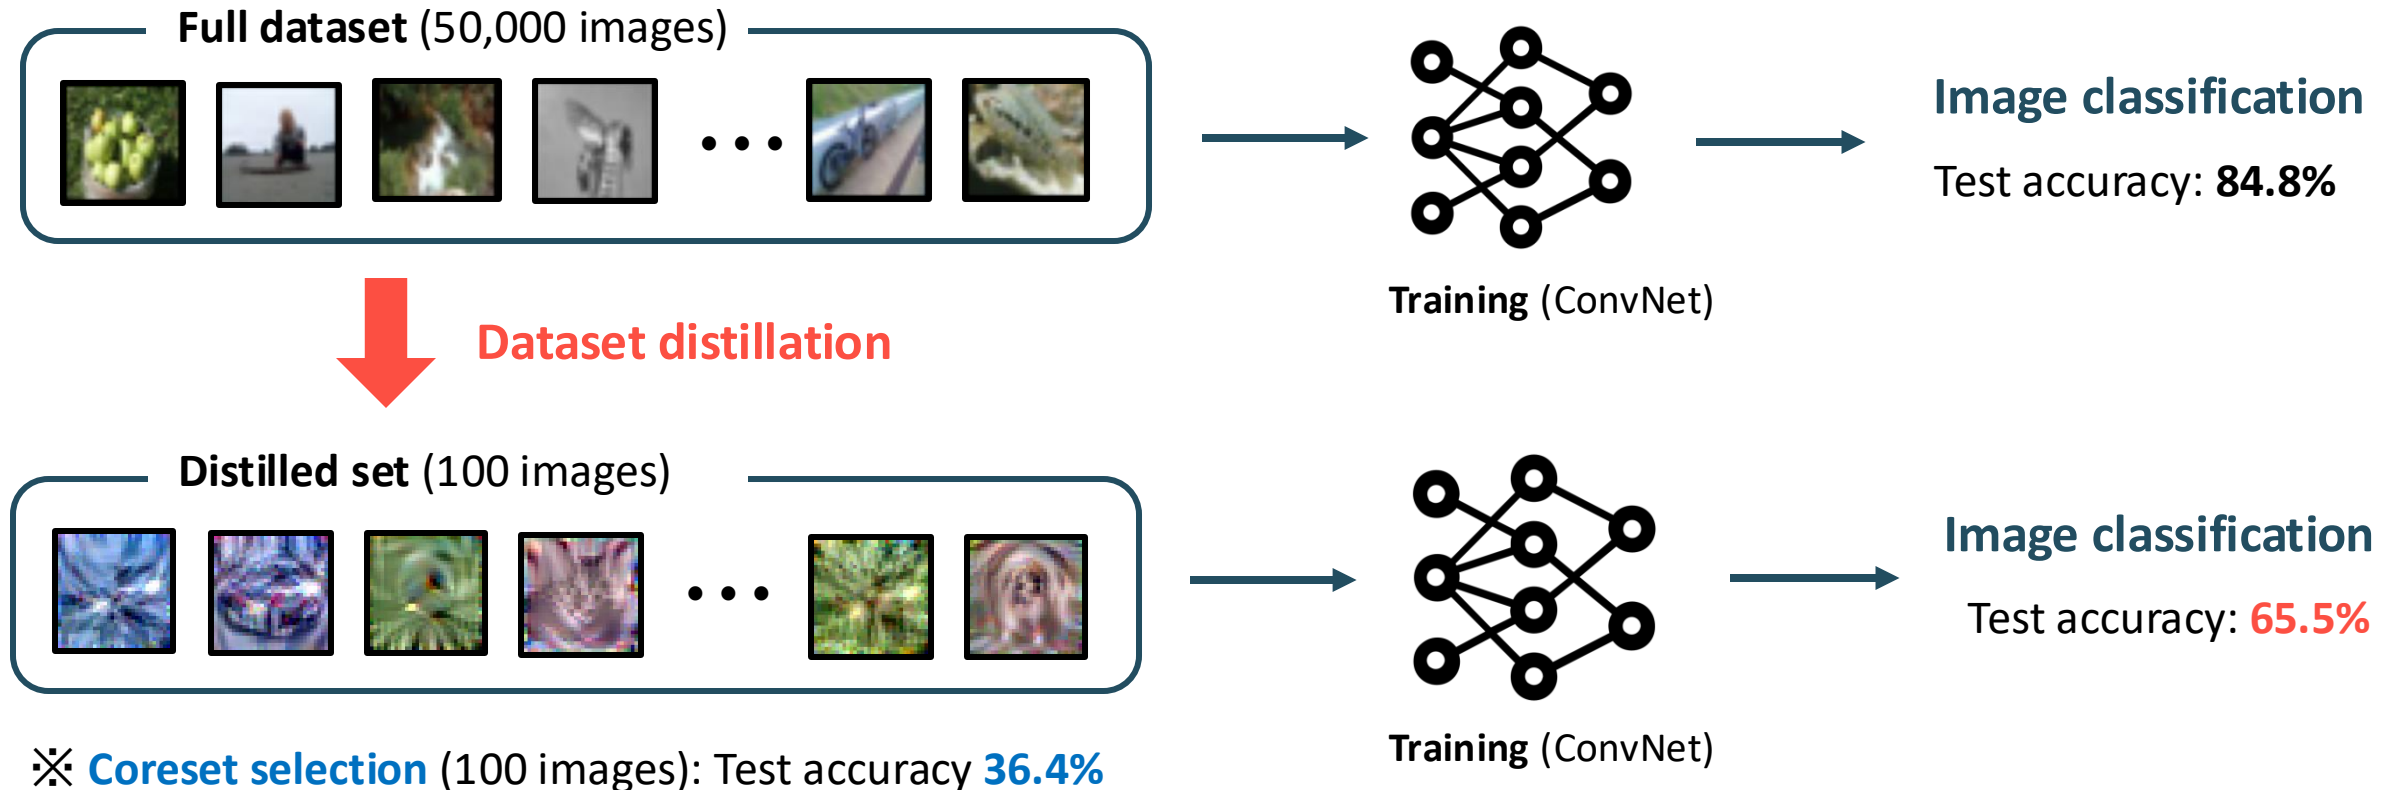 Full dataset (50,000 images)
Image classification
Test accuracy: 84.8%
Training (ConvNet)
Dataset distillation
Distilled set (100 images)
Image classification
Test accuracy: 65.5%
Training (ConvNet)
※ Coreset selection (100 images): Test accuracy 36.4%